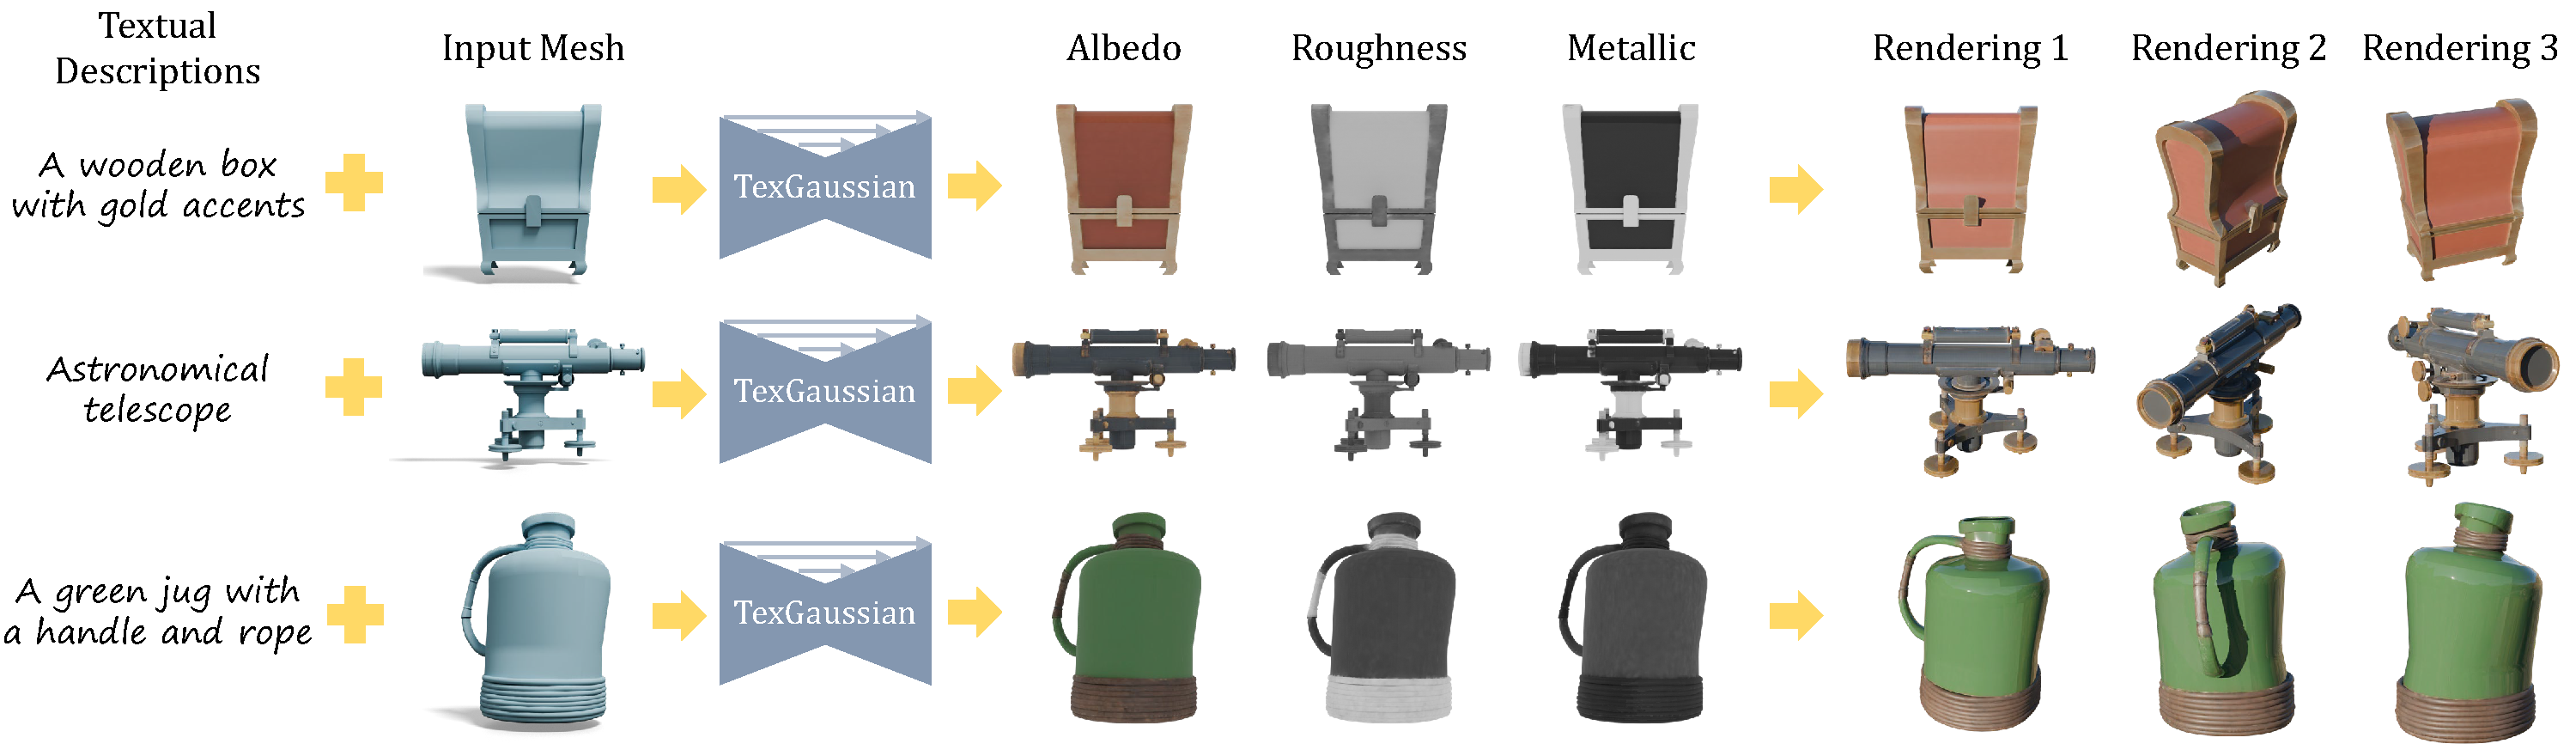 Textual
Descriptions
Input Mesh
Albedo
Roughness
Metallic
Rendering 1
Rendering 2
Rendering 3
A wooden box
with gold accents
TexGaussian
Astronomical
telescope
TexGaussian
A green jug with
a handle and rope
TexGaussian